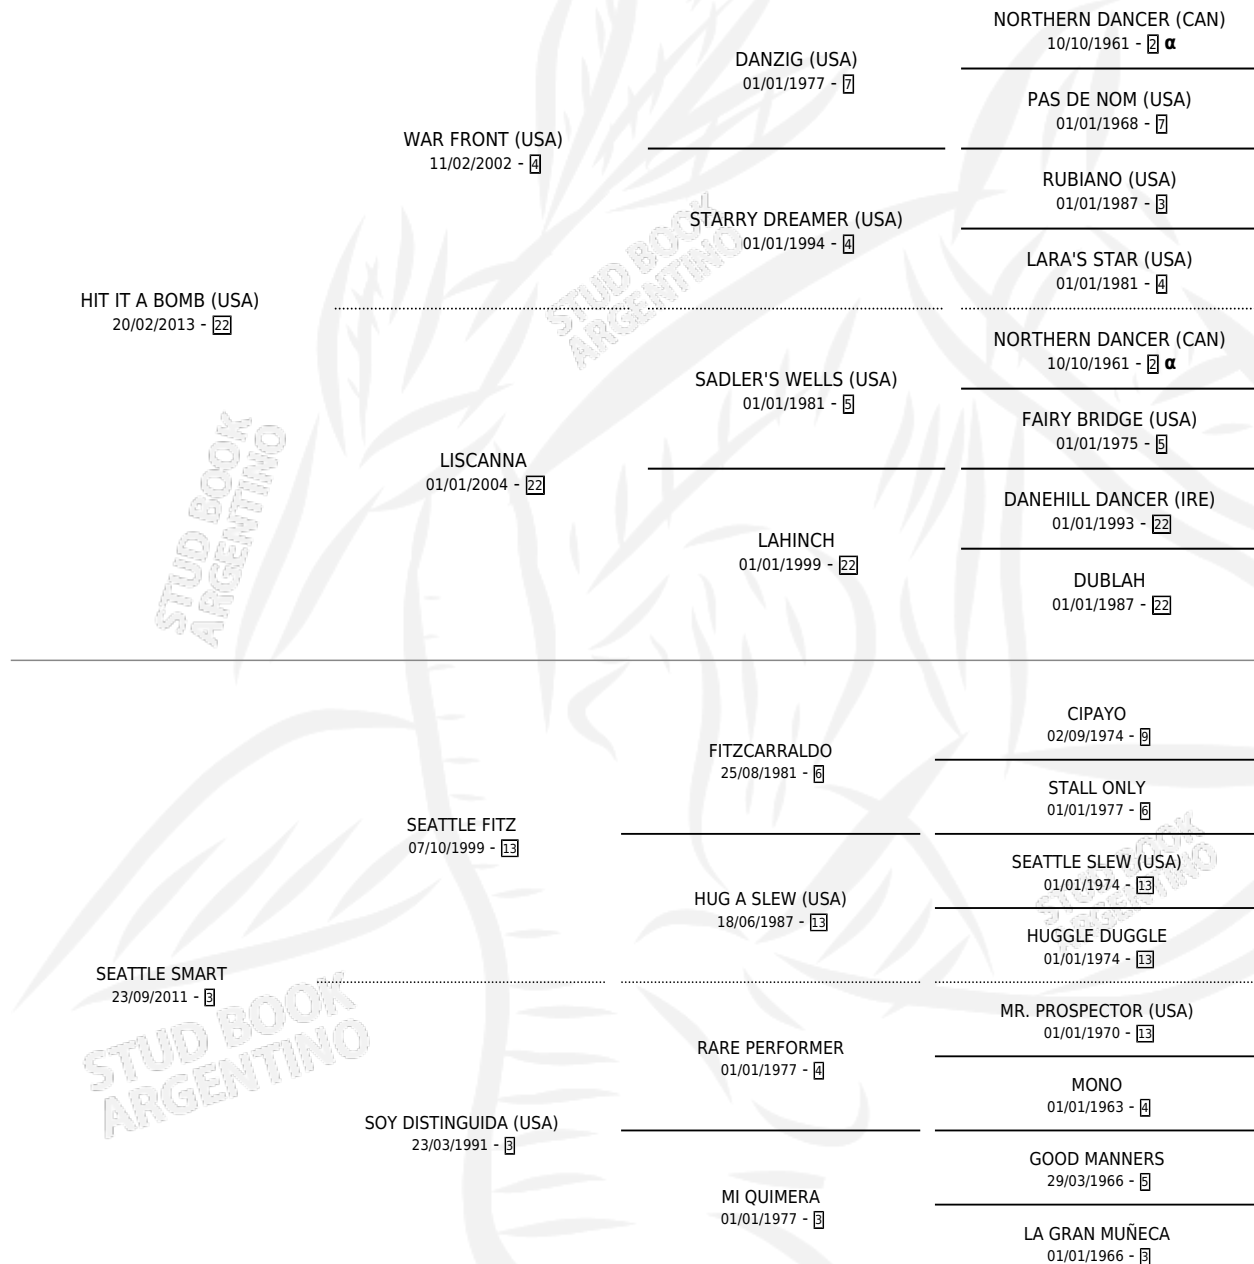 NORTHERN DANCER (CAN)
10/10/1961 - 2 α
DANZIG (USA)
01/01/1977 - 7
PAS DE NOM (USA)
01/01/1968 - 7
WAR FRONT (USA)
11/02/2002 - 4
RUBIANO (USA)
01/01/1987 - 3
STARRY DREAMER (USA)
01/01/1994 - 4
LARA'S STAR (USA)
01/01/1981 - 4
HIT IT A BOMB (USA)
20/02/2013 - 22
STUD BOOK
ARGENTINO
NORTHERN DANCER (CAN)
10/10/1961 - 2 α
SADLER'S WELLS (USA)
01/01/1981 - 5
FAIRY BRIDGE (USA)
01/01/1975 - 5
LISCANNA
01/01/2004 - 22
DANEHILL DANCER (IRE)
01/01/1993 - 22
LAHINCH
01/01/1999 - 22
DUBLAH
01/01/1987 - 22
STUD BOOK
ARGENTINO
CIPAYO
02/09/1974 - 9
FITZCARRALDO
25/08/1981 - 6
STALL ONLY
01/01/1977 - 6
SEATTLE FITZ
07/10/1999 - 13
SEATTLE SLEW (USA)
01/01/1974 - 13
STUD BOOK
ARGENTINO
HUG A SLEW (USA)
18/06/1987 - 13
HUGGLE DUGGLE
01/01/1974 - 13
SEATTLE SMART
23/09/2011 - 3
STUD BOOK
ARGENTINO
MR. PROSPECTOR (USA)
01/01/1970 - 13
RARE PERFORMER
01/01/1977 - 4
MONO
01/01/1963 - 4
SOY DISTINGUIDA (USA)
23/03/1991 - 3
GOOD MANNERS
29/03/1966 - 5
MI QUIMERA
01/01/1977 - 3
LA GRAN MUÑECA
01/01/1966 - 3